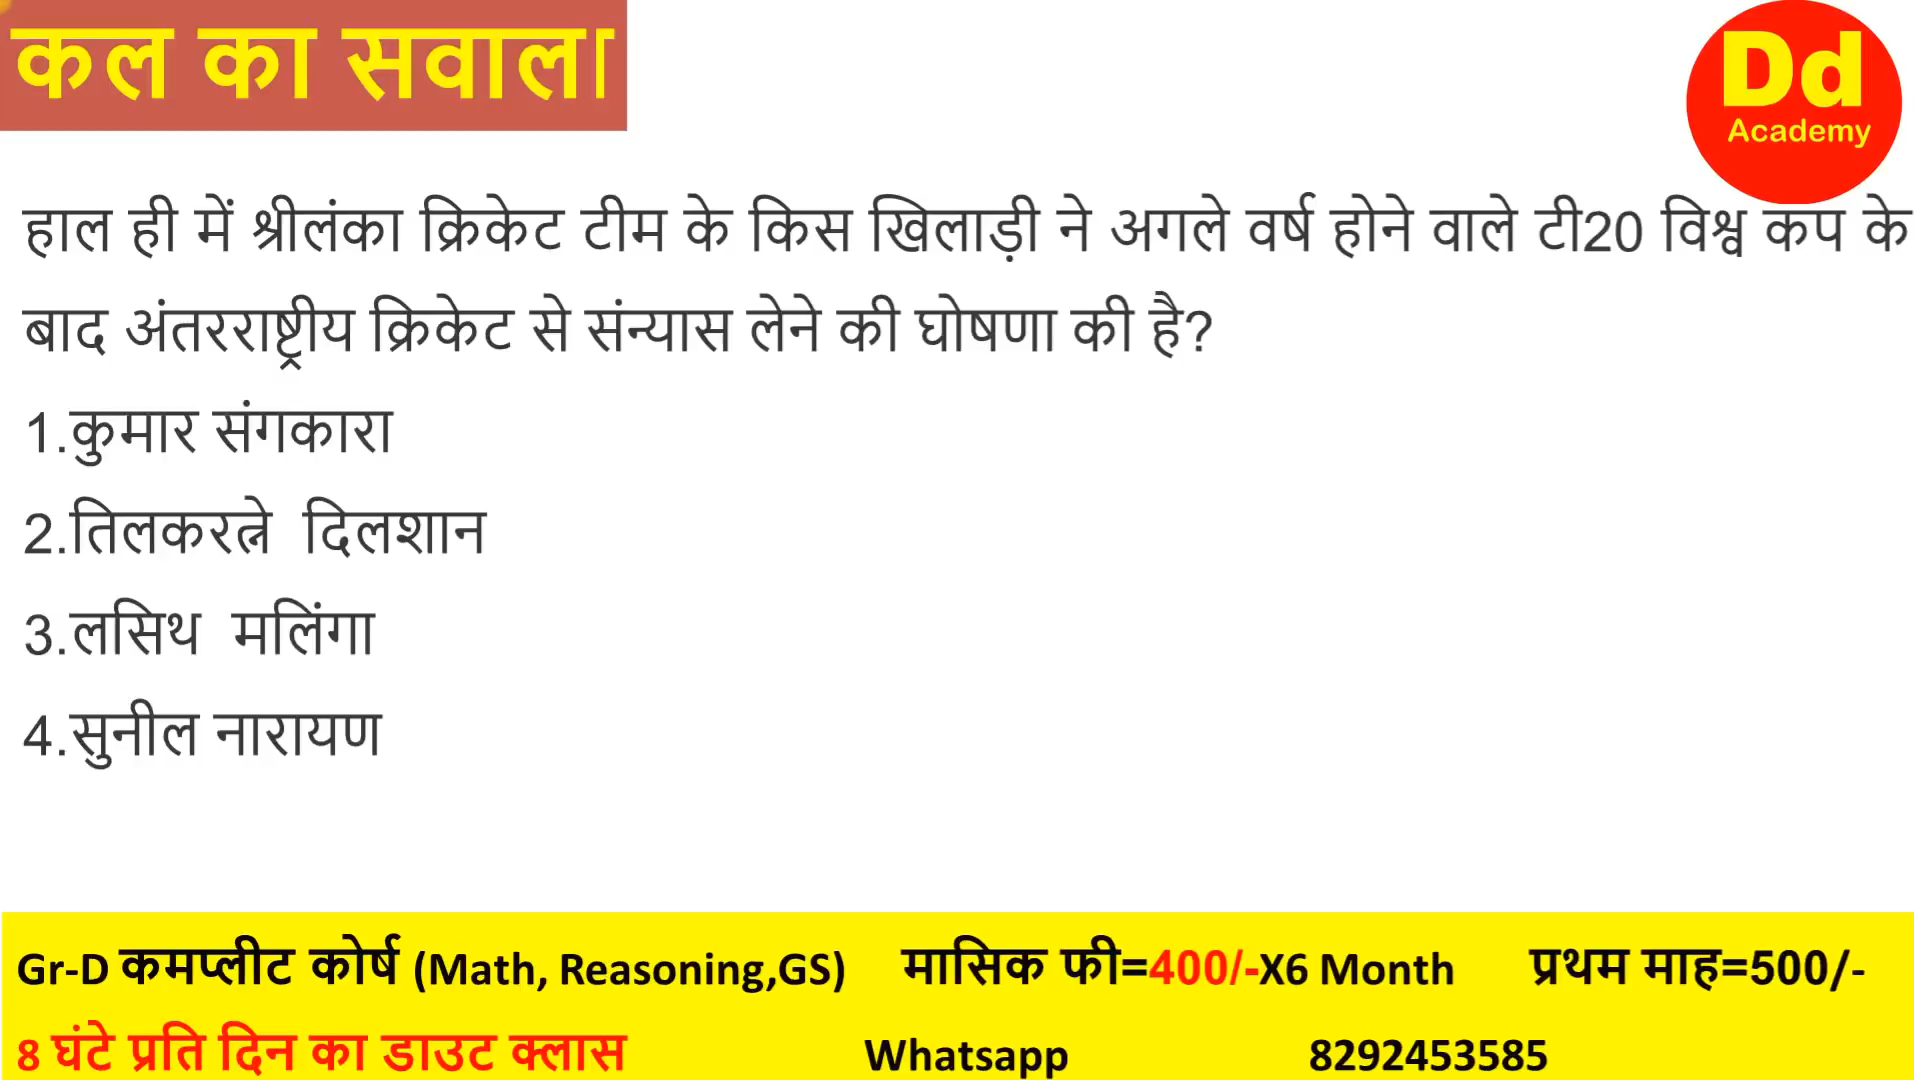 कल का सवाल।
Dd
Academy
हाल ही में श्रीलंका क्रिकेट टीम के किस खिलाड़ी ने अगले वर्ष होने वाले टी20 विश्व कप के
बाद अंतरराष्ट्रीय क्रिकेट से संन्यास लेने की घोषणा की है?
1.कुमार संगकारा
2.तिलकरत्ने दिलशान
3.लसिथ मलिंगा
4.सुनील नारायण
Gr-D कमप्लीट कोर्ष (Math, Reasoning,GS) मासिक फी=400/-X6 Month प्रथम माह=500/-
8 घंटे प्रति दिन का डाउट क्लास Whatsapp 8292453585